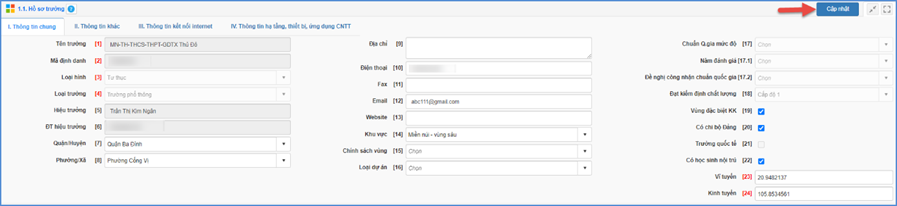 1.1. Hồ sơ trường ?
Cập nhật
I. Thông tin chung II. Thông tin khác III. Thông tin kết nối internet IV. Thông tin hạ tầng, thiết bị, ứng dụng CNTT
Tên trường [1] MN-TH-THCS-THPT-GDTX Thủ Đô
Mã định danh [2]
Loại hình [3] Tư thục
Loại trường [4] Trường phổ thông
Hiệu trưởng [5] Trần Thị Kim Ngân
ĐT hiệu trưởng [6]
Quận/Huyện [7] Quận Ba Đình
Phường/Xã [8] Phường Cống Vị
Địa chỉ [9]
Điện thoại [10]
Fax [11]
Email [12] abc111@gmail.com
Website [13]
Khu vực [14] Miền núi - vùng sâu
Chính sách vùng [15] Chọn
Loại dự án [16] Chọn
Chuẩn Q.gia mức độ [17] Chọn
Năm đánh giá [17.1] Chọn
Đề nghị công nhận chuẩn quốc gia [17.2] Chọn
Đạt kiểm định chất lượng [18] Cấp độ 1
Vùng đặc biệt KK [19]
Có chi bộ Đảng [20]
Trường quốc tế [21]
Có học sinh nội trú [22]
Vĩ tuyến [23] 20.9482137
Kinh tuyến [24] 105.8534561